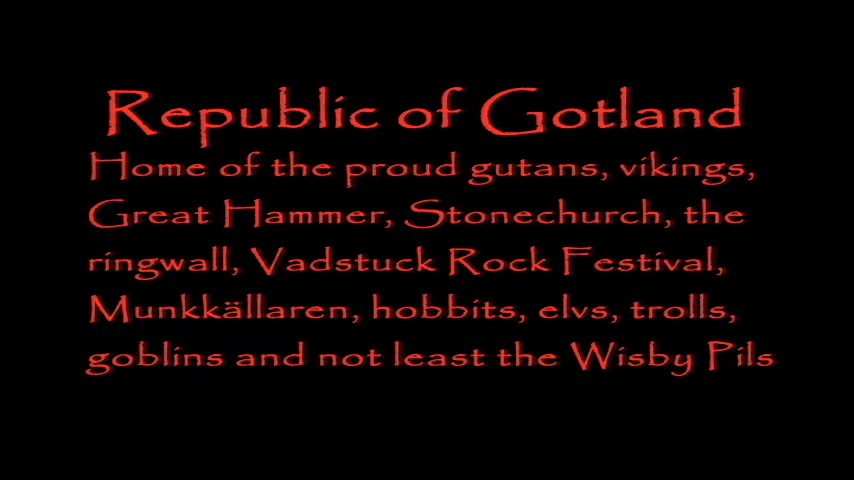 Republic of Gotland
Home of the proud gutans, vikings,
Great Hammer, Stonechurch, the
ringwall, Vadstuck Rock Festival,
Munkkällaren, hobbits, elvs, trolls,
goblins and not least the Wisby Pils